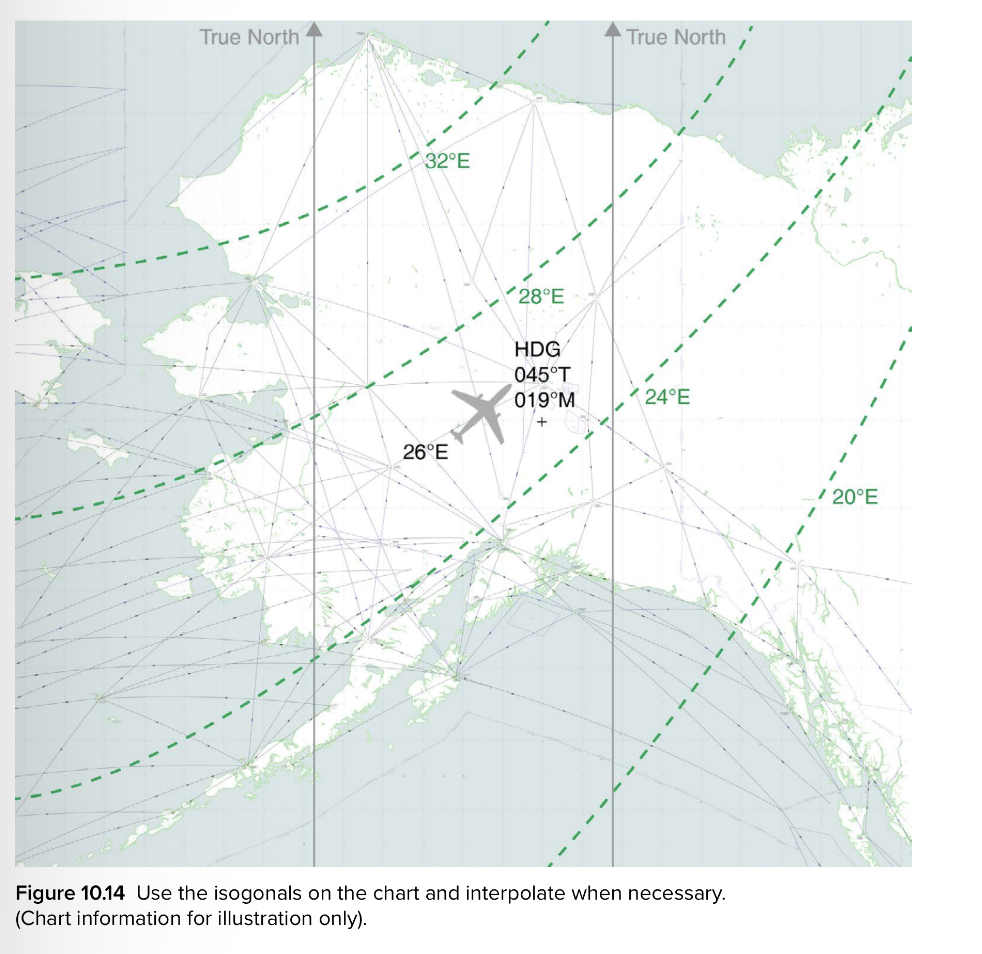 True North
True North
32°E
28°E
HDG
045°T
019°M
24°E
26°E
20°E
Figure 10.14 Use the isogonals on the chart and interpolate when necessary.
(Chart information for illustration only).